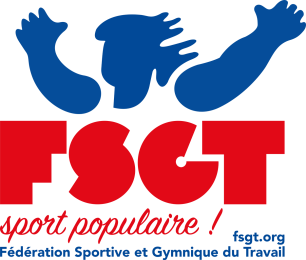 FSGT
sport populaire !
fsgt.org
Fédération Sportive et Gymnique du Travail